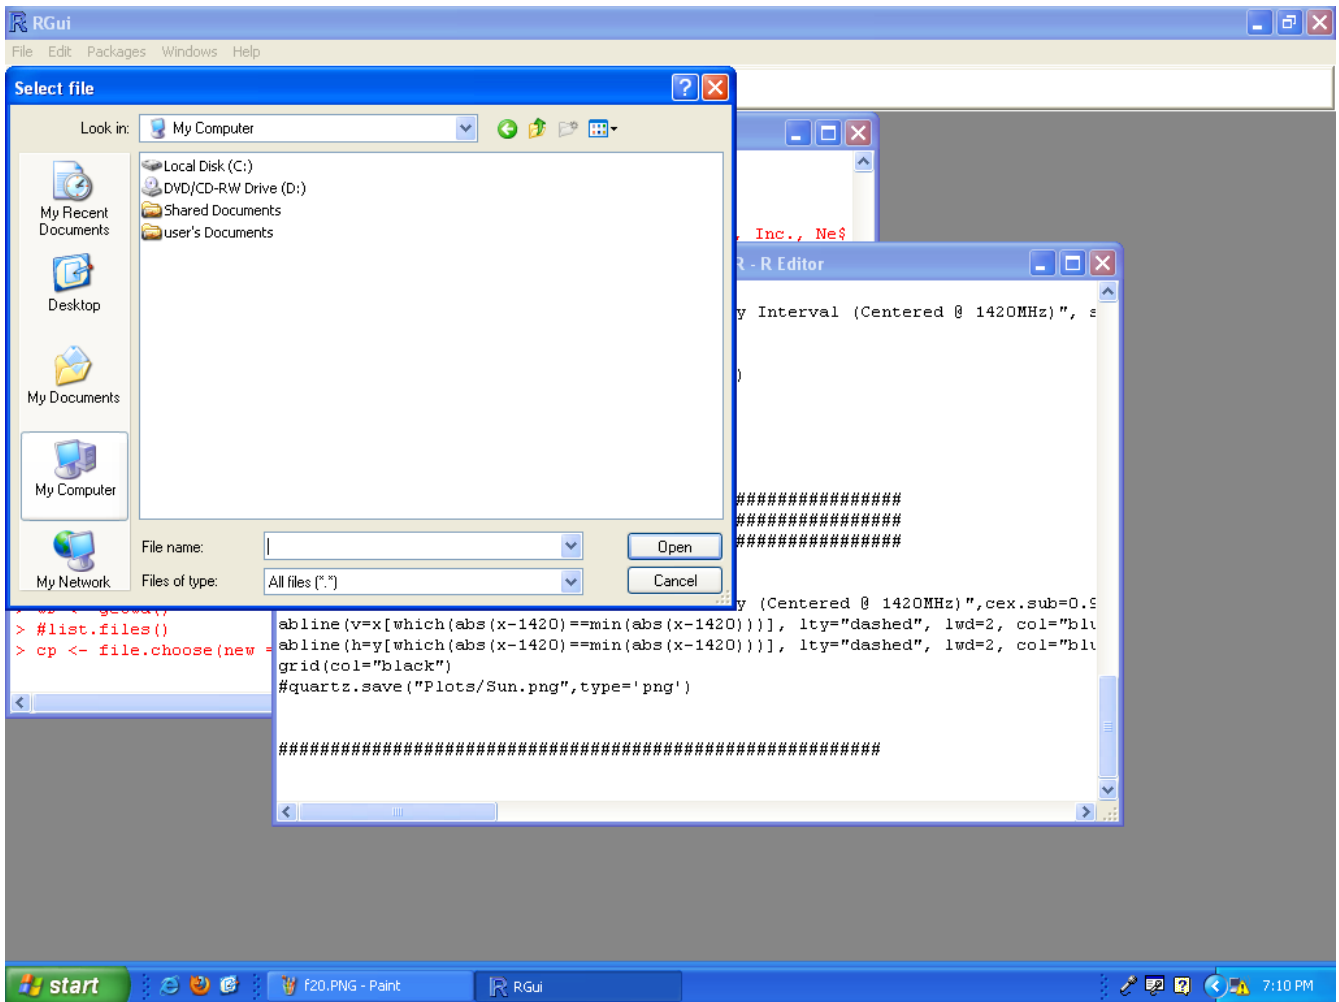 RGui
File Edit Packages Windows Help
Select file
Look in: My Computer
My Recent Documents
Desktop
My Documents
My Computer
My Network
Local Disk (C:)
DVD/CD-RW Drive (D:)
Shared Documents
user's Documents
File name:
Open
Files of type: All files (*.*)
Cancel
, Inc., Ne$
R - R Editor
y Interval (Centered @ 1420MHz)", s
)
################
################
################
> #list.files()
> cp <- file.choose(new =
y (Centered @ 1420MHz)",cex.sub=0.9
abline(v=x[which(abs(x-1420)==min(abs(x-1420)))], lty="dashed", lwd=2, col="blu
abline(h=y[which(abs(x-1420)==min(abs(x-1420)))], lty="dashed", lwd=2, col="blu
grid(col="black")
#quartz.save("Plots/Sun.png",type='png')
##########################################################
start
f20.PNG - Paint
RGui
7:10 PM